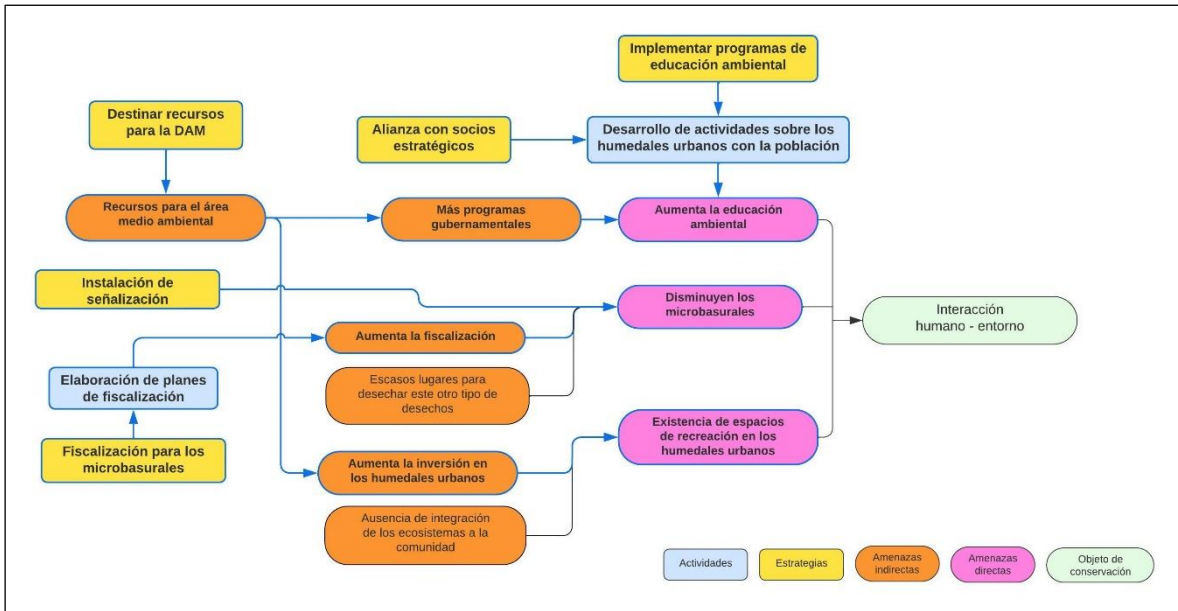 Implementar programas de
educación ambiental
Destinar recursos
para la DAM
Alianza con socios
estratégicos
Desarrollo de actividades sobre los
humedales urbanos con la población
Recursos para el área
medio ambiental
Más programas
gubernamentales
Aumenta la educación
ambiental
Instalación de
señalización
Disminuyen los
microbasurales
Interacción
humano - entorno
Aumenta la fiscalización
Elaboración de planes
de fiscalización
Escasos lugares para
desechar este otro tipo de
desechos
Existencia de espacios
de recreación en los
humedales urbanos
Fiscalización para los
microbasurales
Aumenta la inversión en
los humedales urbanos
Ausencia de integración
de los ecosistemas a la
comunidad
Actividades
Estrategias
Amenazas
indirectas
Amenazas
directas
Objeto de
conservación